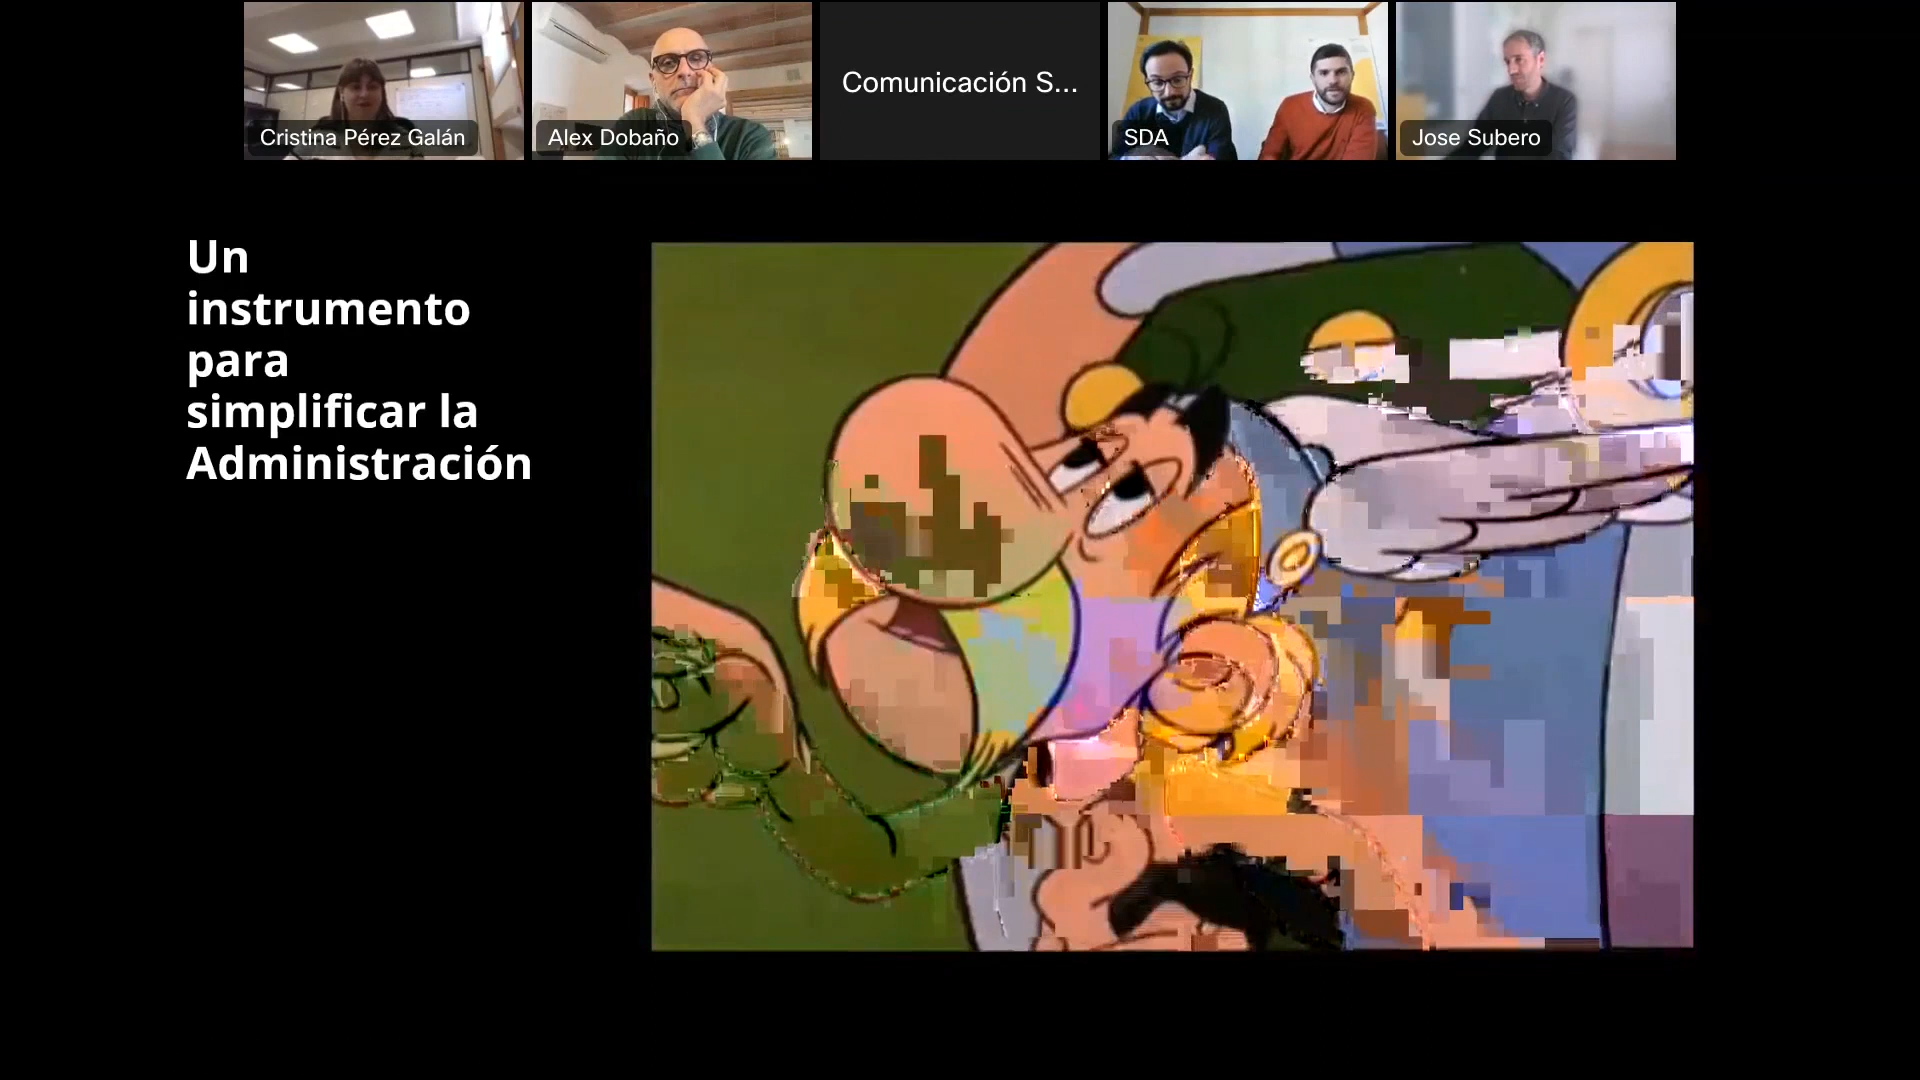 Cristina Pérez Galán
Alex Dobaño
Comunicación S...
SDA
Jose Subero
Un
instrumento
para
simplificar la
Administración